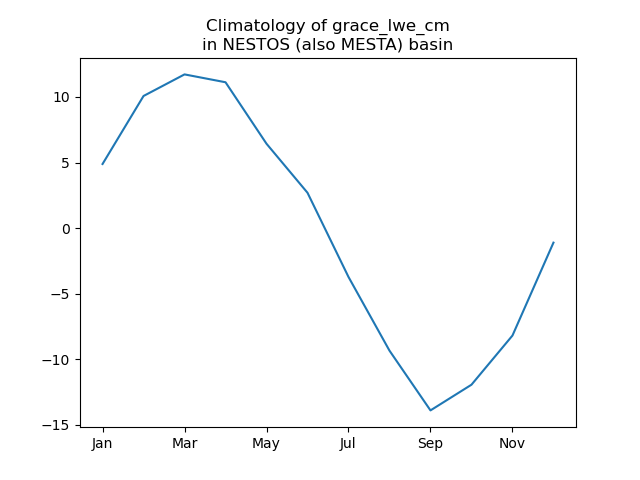 Climatology of grace_lwe_cm
in NESTOS (also MESTA) basin
10
5
0
−5
−10
−15
Jan
Mar
May
Jul
Sep
Nov